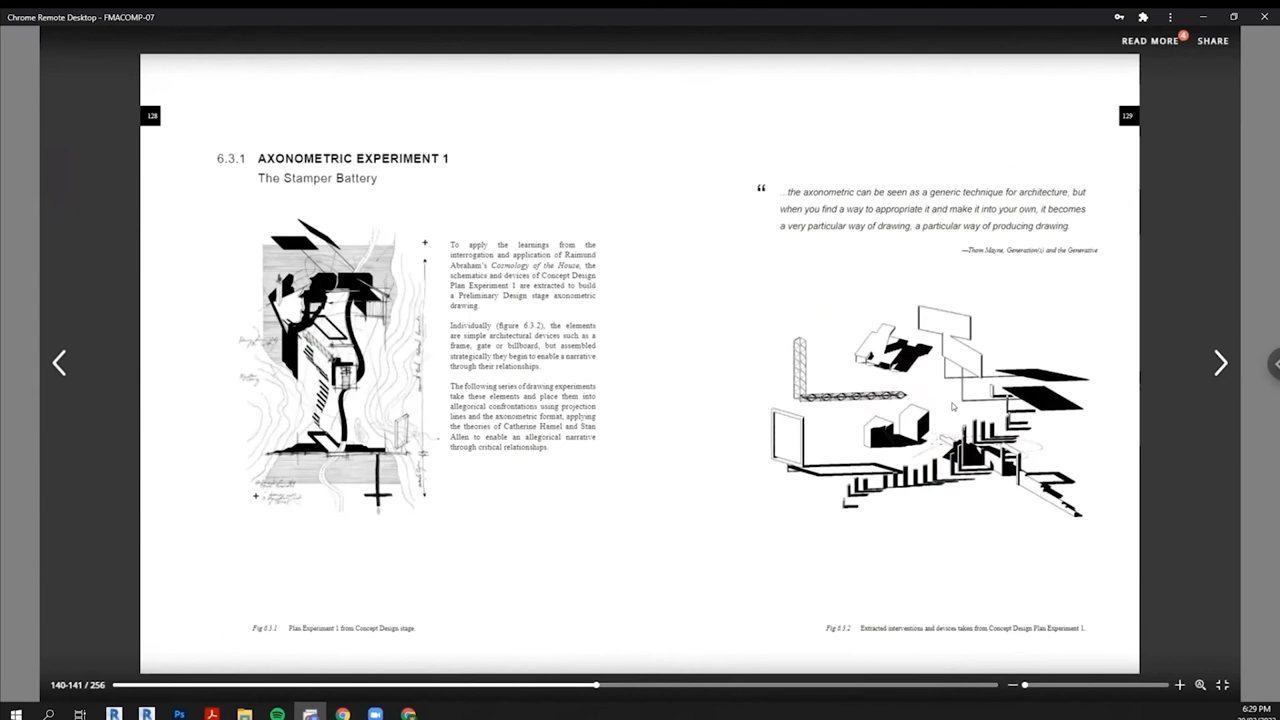 Chrome Remote Desktop - FMACOMP-07
READ MORE 4 SHARE
128
129
6.3.1 AXONOMETRIC EXPERIMENT 1
The Stamper Battery
To apply the learnings from the
interrogation and application of Raimund
Abraham's Cosmology of the House, the
schematics and devices of Concept Design
Plan Experiment 1 are extracted to build
a Preliminary Design stage axonometric
drawing.
Individually (figure 6.3.2), the elements
are simple architectural devices such as a
frame, gate or billboard, but assembled
strategically they begin to enable a narrative
through their relationships.
The following series of drawing experiments
take these elements and place them into
allegorical confrontations using projection
lines and the axonometric format, applying
the theories of Catherine Hamel and Stan
Allen to enable an allegorical narrative
through critical relationships.
“ ...the axonometric can be seen as a generic technique for architecture, but
when you find a way to appropriate it and make it into your own, it becomes
a very particular way of drawing, a particular way of producing drawing.
—Thom Mayne, Generation(s) and the Generative
Fig 6.3.1 Plan Experiment 1 from Concept Design stage.
Fig 6.3.2 Extracted interventions and devices taken from Concept Design Plan Experiment 1.
140-141 / 256
6:29 PM